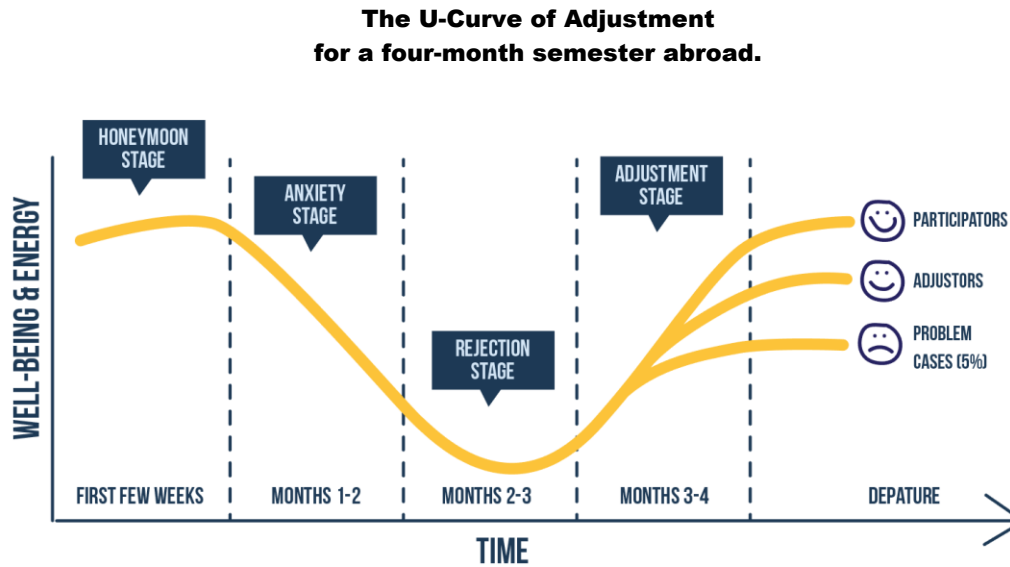 The U-Curve of Adjustment
for a four-month semester abroad.
HONEYMOON
STAGE
ANXIETY
STAGE
REJECTION
STAGE
ADJUSTMENT
STAGE
PARTICIPATORS
ADJUSTORS
PROBLEM
CASES (5%)
WELL-BEING & ENERGY
FIRST FEW WEEKS
MONTHS 1-2
MONTHS 2-3
MONTHS 3-4
DEPATURE
TIME